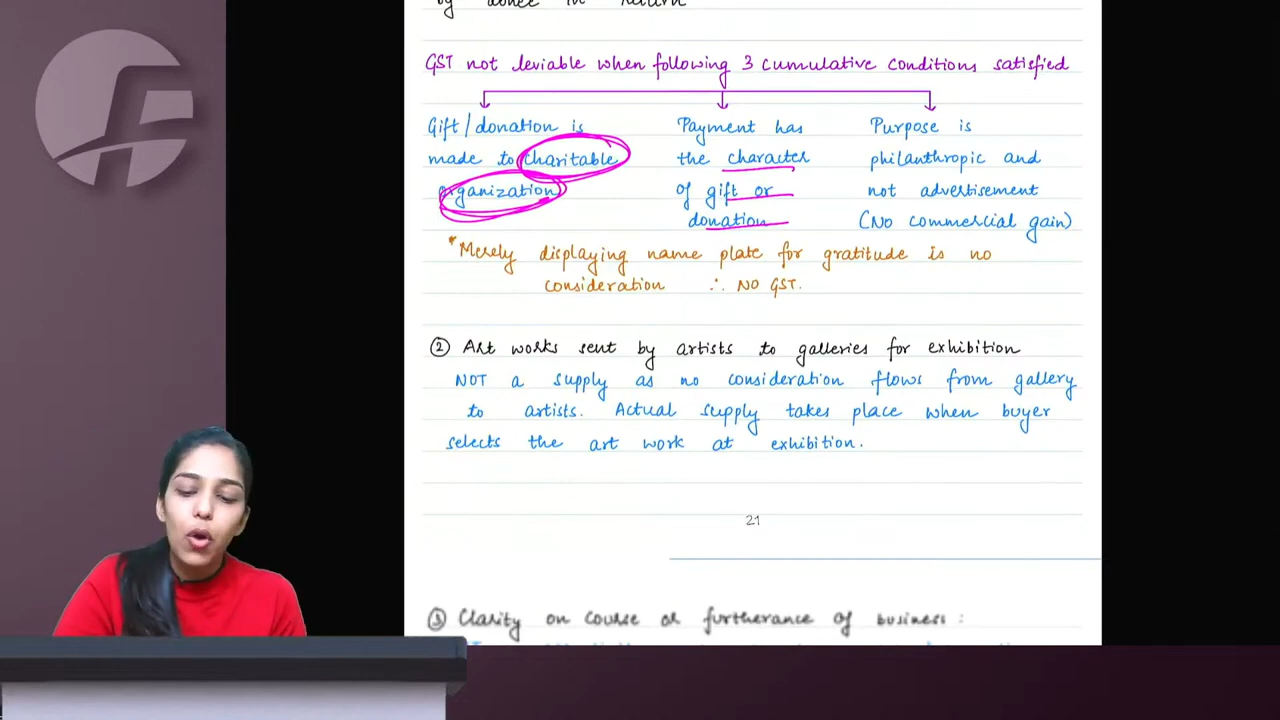 by donee in return
GST not leviable when following 3 cumulative conditions satisfied
Gift/donation is
made to charitable
organization
Payment has
the character
of gift or
donation
Purpose is
philanthropic and
not advertisement
(No commercial gain)
*Merely displaying name plate for gratitude is no
consideration ∴ NO GST.
② Art works sent by artists to galleries for exhibition
NOT a supply as no consideration flows from gallery
to artists. Actual supply takes place when buyer
selects the art work at exhibition.
21
③ Clarity on course or furtherance of business: